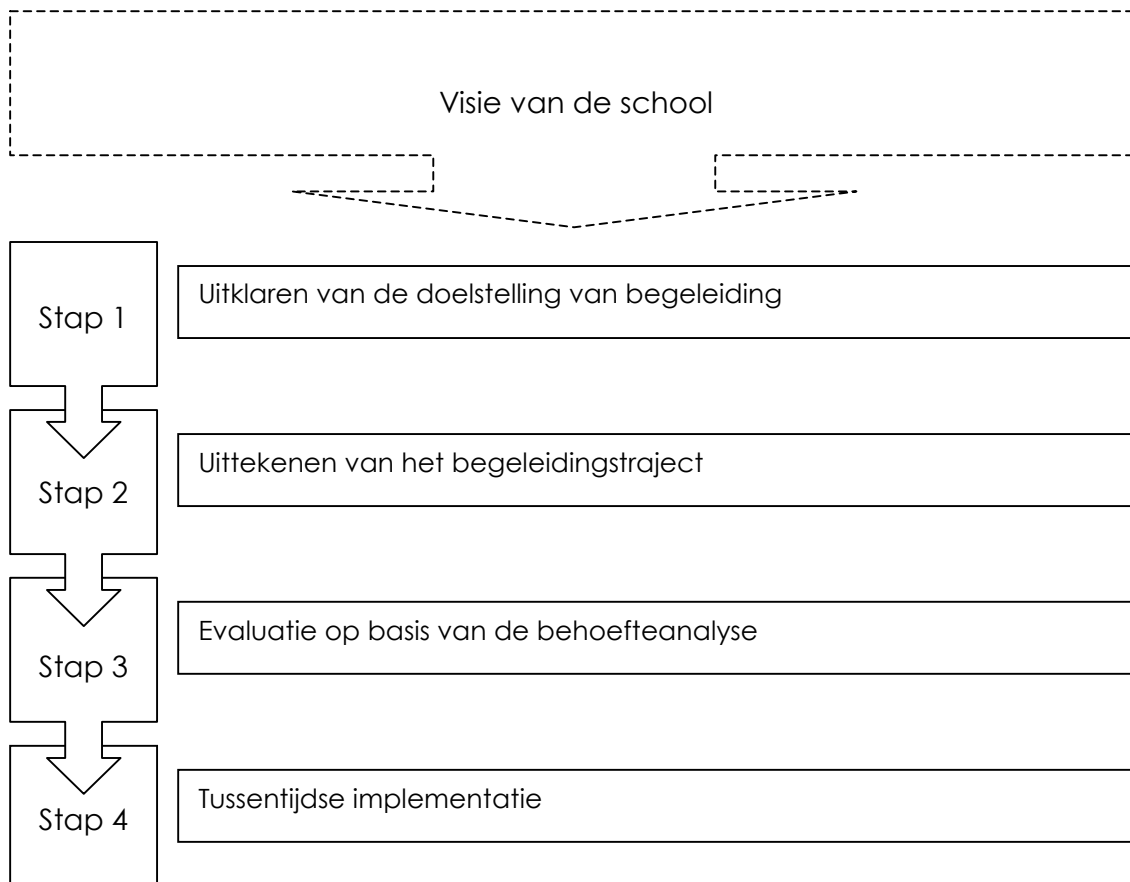 Visie van de school
Stap 1
Uitklaren van de doelstelling van begeleiding
Stap 2
Uittekenen van het begeleidingstraject
Stap 3
Evaluatie op basis van de behoefteanalyse
Stap 4
Tussentijdse implementatie